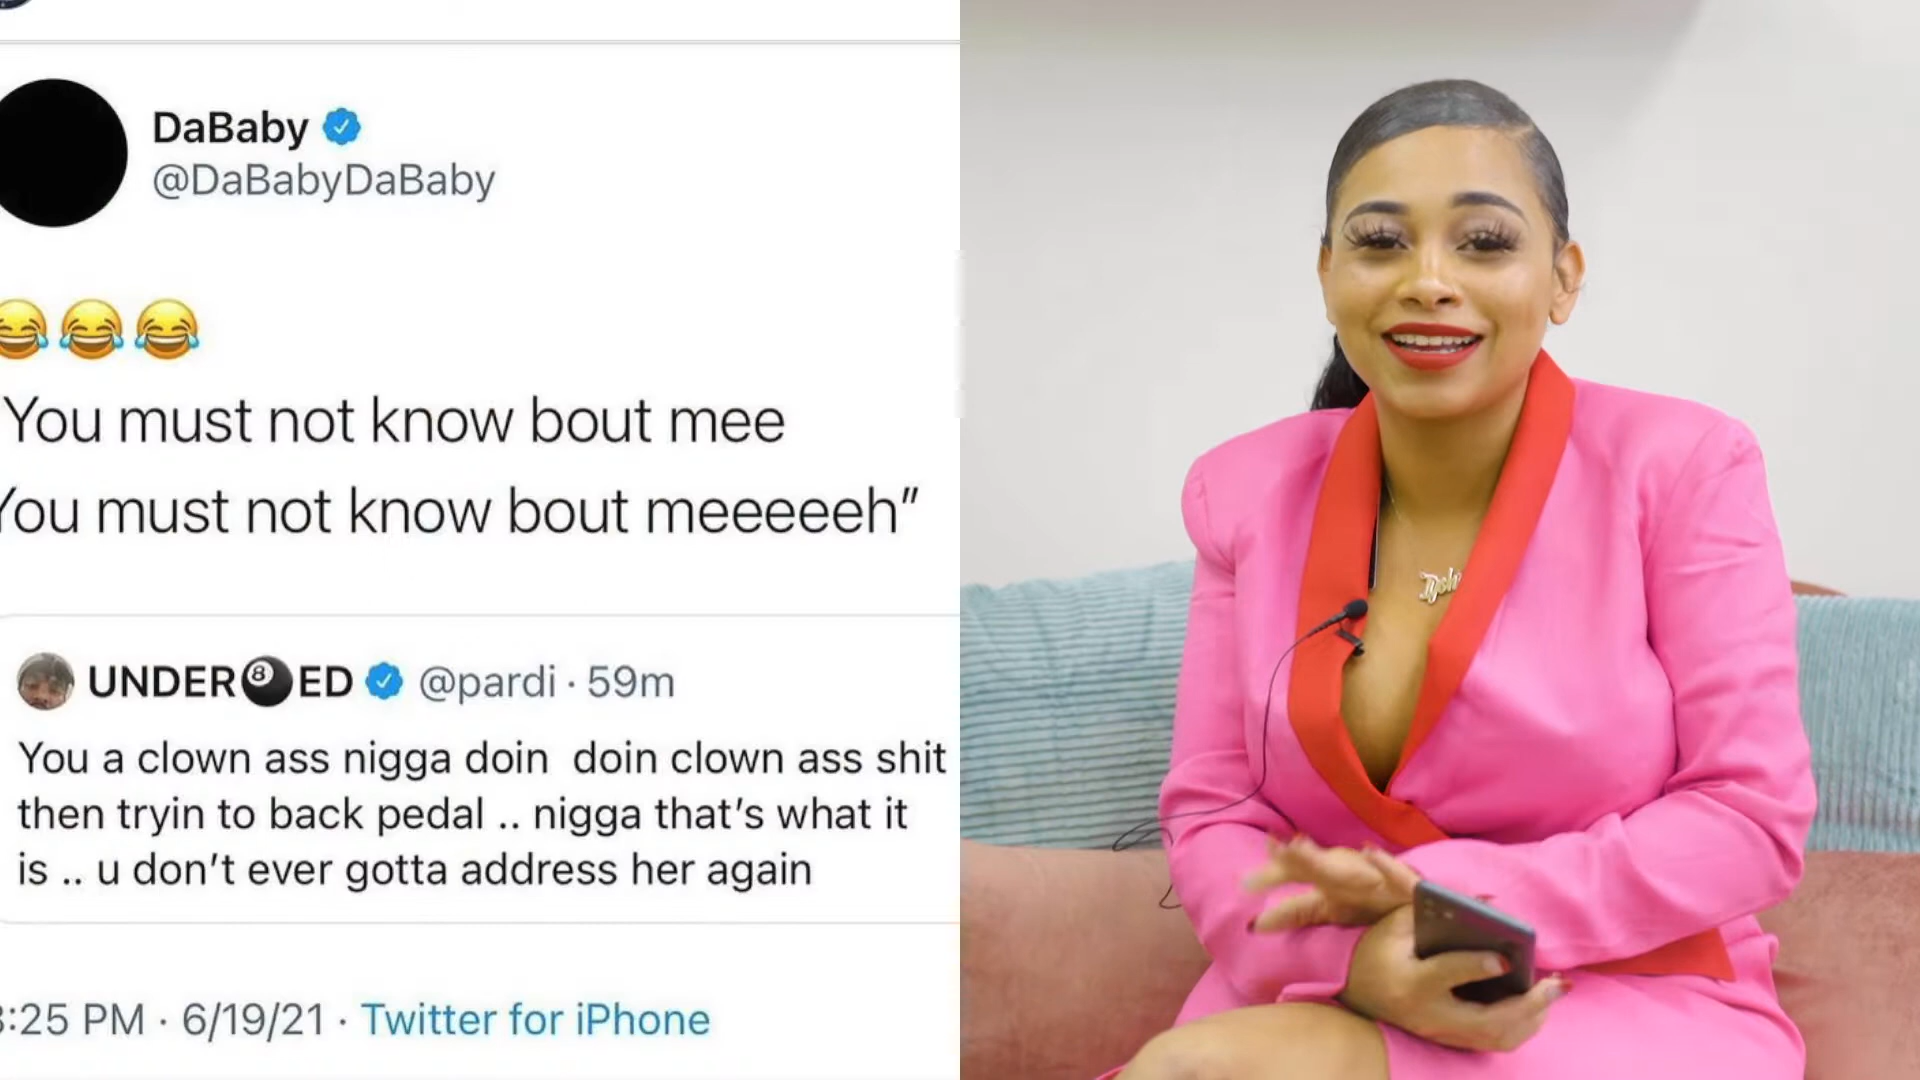 DaBaby
@DaBabyDaBaby
😂😂😂
You must not know bout mee
You must not know bout meeeeeh”
UNDER🎱ED @pardi · 59m
You a clown ass nigga doin doin clown ass shit
then tryin to back pedal .. nigga that’s what it
is .. u don’t ever gotta address her again
:25 PM · 6/19/21 · Twitter for iPhone